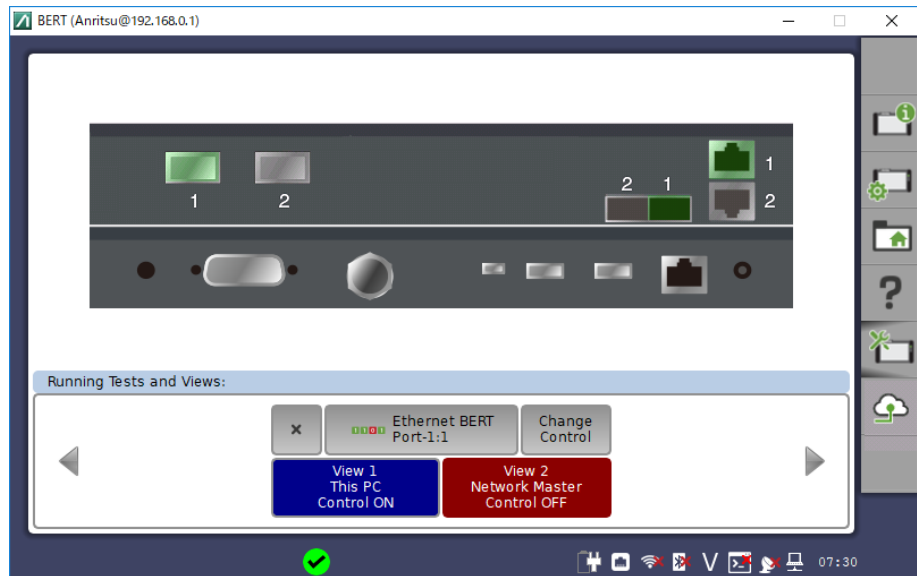 BERT (Anritsu@192.168.0.1)
1
2
2 1
1
2
Running Tests and Views:
Ethernet BERT
Port-1:1
Change
Control
View 1
This PC
Control ON
View 2
Network Master
Control OFF
07:30